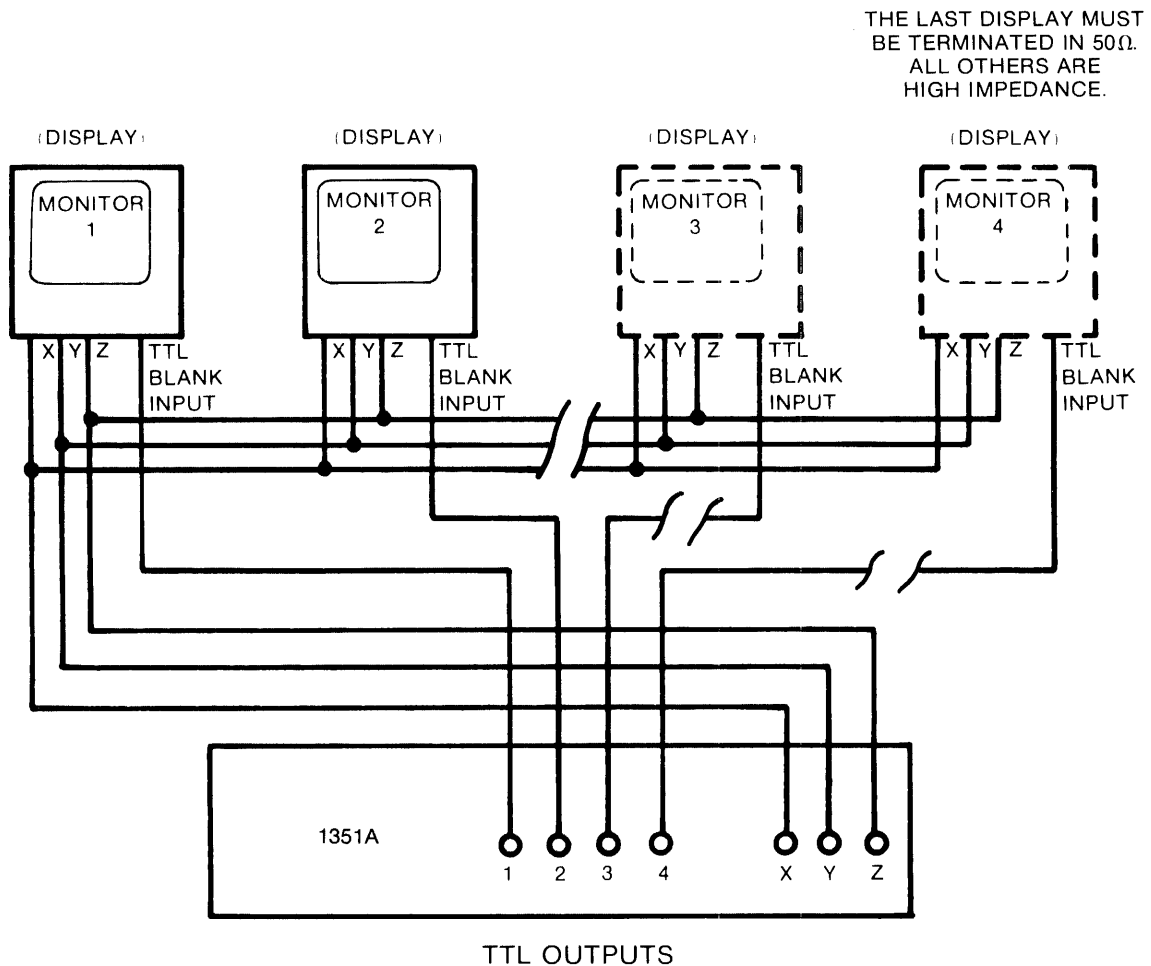 THE LAST DISPLAY MUST
BE TERMINATED IN 50Ω.
ALL OTHERS ARE
HIGH IMPEDANCE.
(DISPLAY) (DISPLAY) (DISPLAY) (DISPLAY)
MONITOR 1
MONITOR 2
MONITOR 3
MONITOR 4
X Y Z TTL BLANK INPUT
X Y Z TTL BLANK INPUT
X Y Z TTL BLANK INPUT
X Y Z TTL BLANK INPUT
1351A
1 2 3 4 X Y Z
TTL OUTPUTS